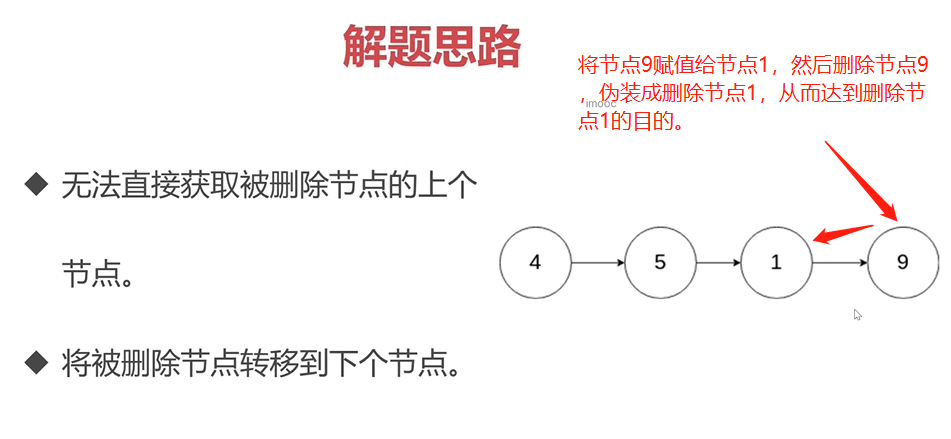 解题思路
将节点9赋值给节点1，然后删除节点9
，伪装成删除节点1，从而达到删除节
点1的目的。
imooc
◆ 无法直接获取被删除节点的上个
节点。
4 5 1 9
◆ 将被删除节点转移到下个节点。